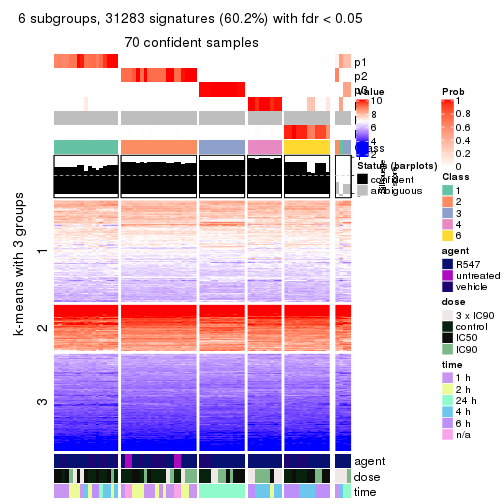 6 subgroups, 31283 signatures (60.2%) with fdr < 0.05
70 confident samples
p1
p2
Value
10
8
6
4
2
Prob
1
0.8
0.6
0.4
0.2
0
Class
Status (barplots)
confident
ambiguous
Class
1
2
3
4
6
agent
R547
untreated
vehicle
dose
3 x IC90
control
IC50
IC90
time
1 h
2 h
24 h
4 h
6 h
n/a
k-means with 3 groups
1
2
3
agent
dose
time